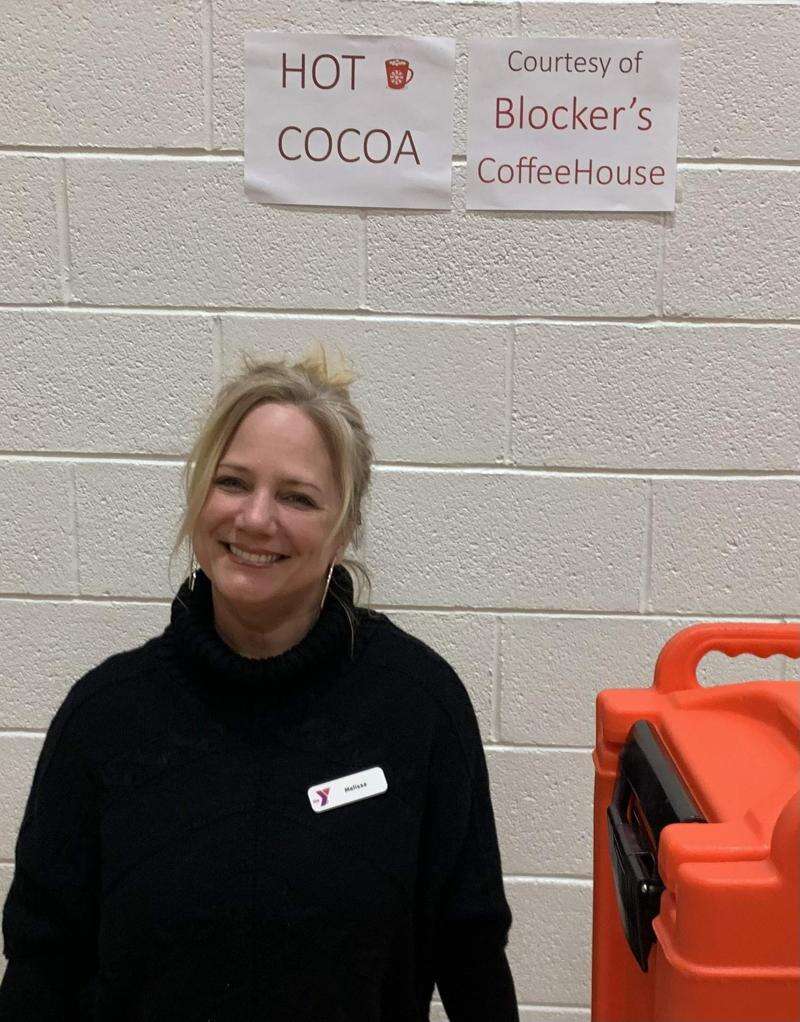 HOT
COCOA
Courtesy of
Blocker's
CoffeeHouse
Melissa